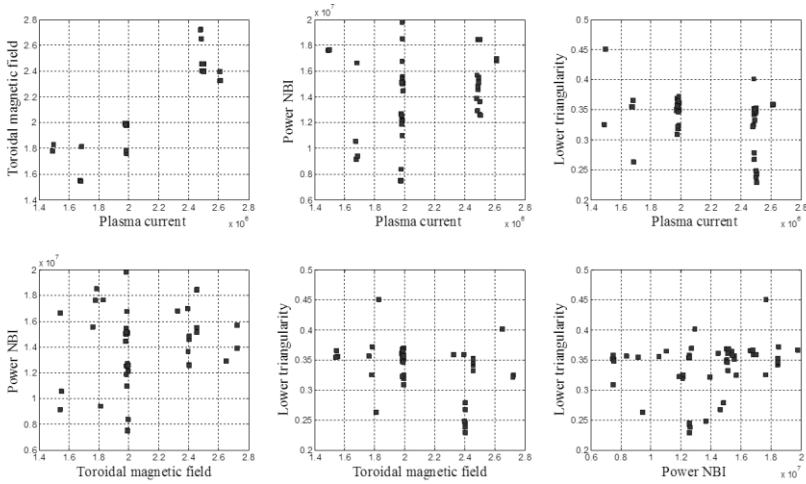 Toroidal magnetic field
2.8
2.6
2.4
2.2
2
1.8
1.6
1.4
1.4 1.6 1.8 2 2.2 2.4 2.6 2.8
Plasma current
x 10^6
x 10^7
Power NBI
2
1.8
1.6
1.4
1.2
1
0.8
0.6
1.4 1.6 1.8 2 2.2 2.4 2.6 2.8
Plasma current
x 10^6
Lower triangularity
0.5
0.45
0.4
0.35
0.3
0.25
0.2
1.4 1.6 1.8 2 2.2 2.4 2.6 2.8
Plasma current
x 10^6
x 10^7
Power NBI
2
1.8
1.6
1.4
1.2
1
0.8
0.6
1.4 1.6 1.8 2 2.2 2.4 2.6 2.8
Toroidal magnetic field
Lower triangularity
0.5
0.45
0.4
0.35
0.3
0.25
0.2
1.4 1.6 1.8 2 2.2 2.4 2.6 2.8
Toroidal magnetic field
Lower triangularity
0.5
0.45
0.4
0.35
0.3
0.25
0.2
0.6 0.8 1 1.2 1.4 1.6 1.8 2
Power NBI
x 10^7